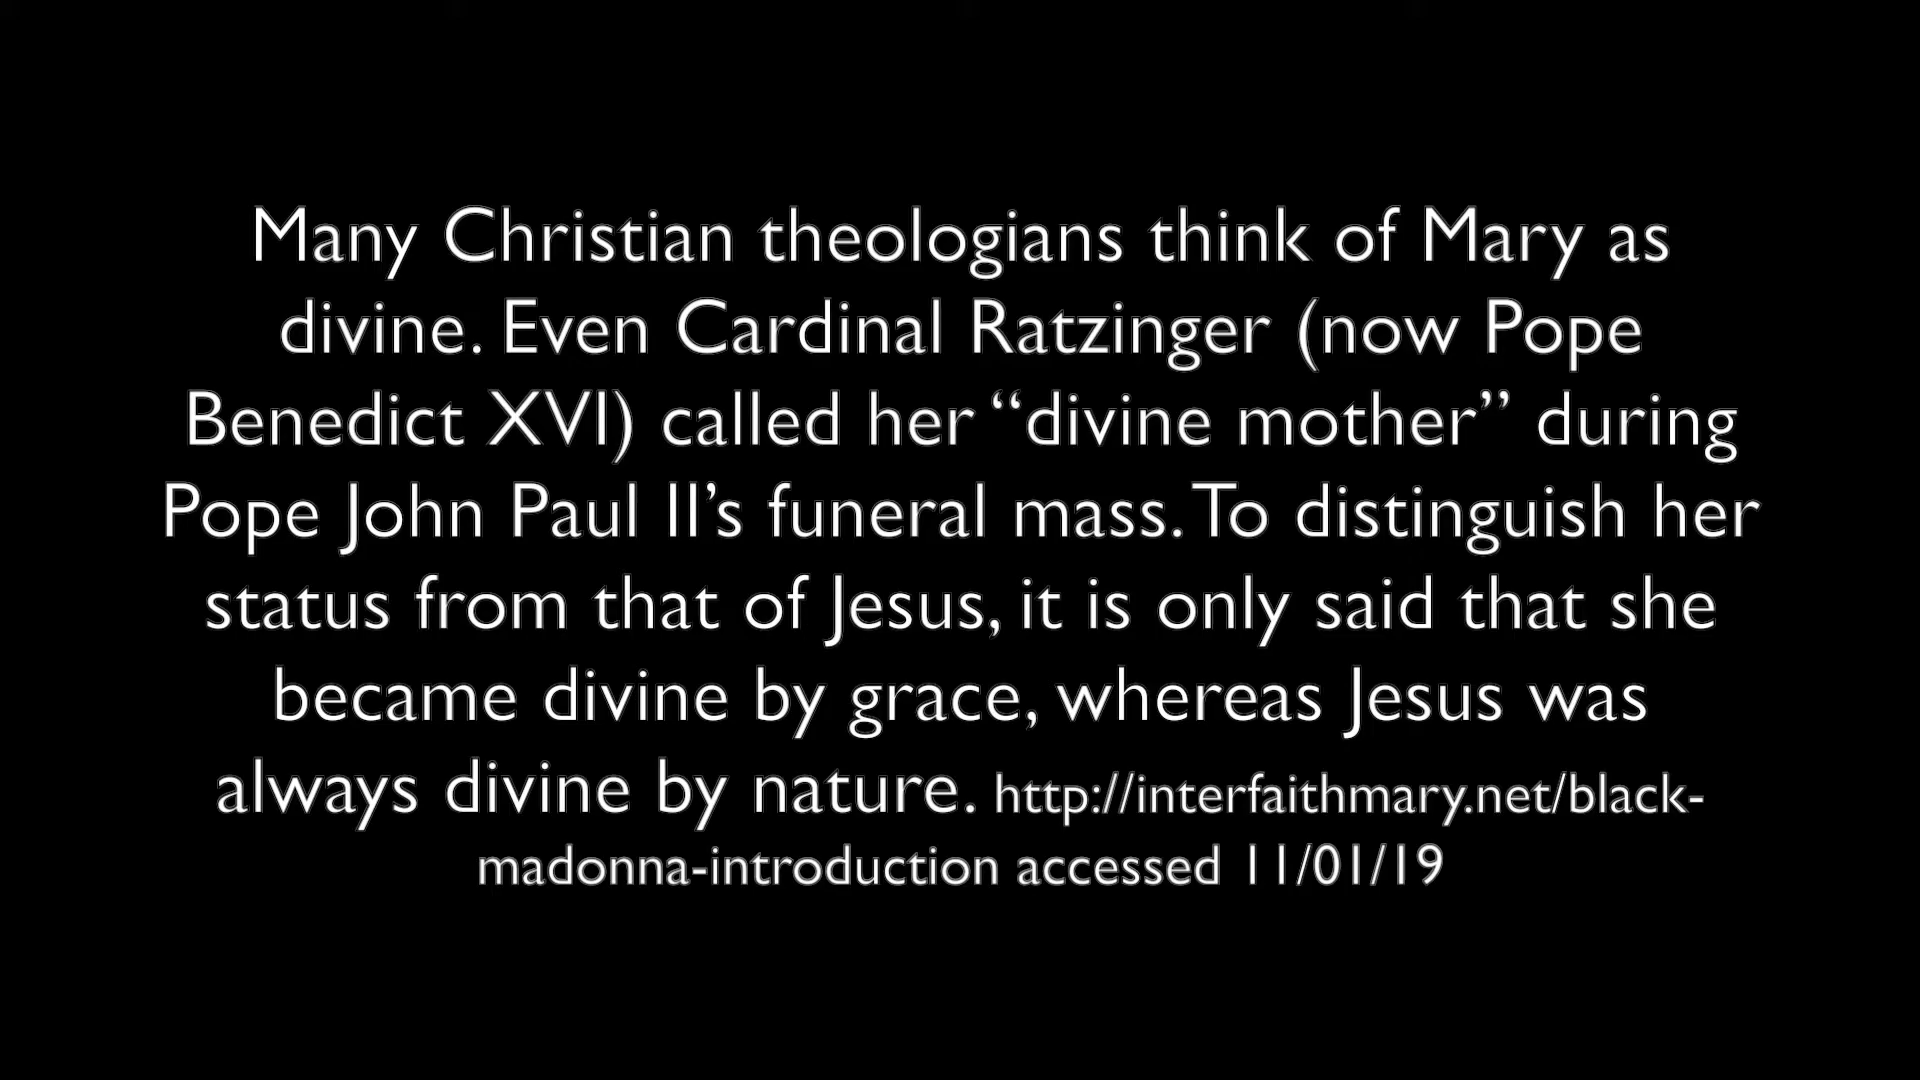 Many Christian theologians think of Mary as
divine. Even Cardinal Ratzinger (now Pope
Benedict XVI) called her “divine mother” during
Pope John Paul II’s funeral mass. To distinguish her
status from that of Jesus, it is only said that she
became divine by grace, whereas Jesus was
always divine by nature. http://interfaithmary.net/black-
madonna-introduction accessed 11/01/19